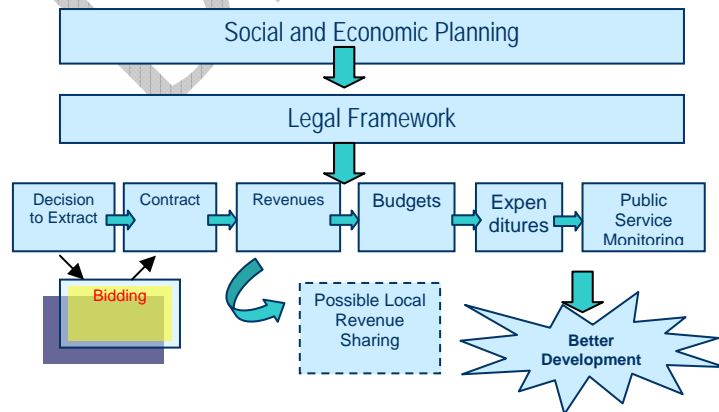 Social and Economic Planning
Legal Framework
Decision
to Extract
Contract
Revenues
Budgets
Expen
ditures
Public
Service
Monitoring
Bidding
Possible Local
Revenue
Sharing
Better
Development